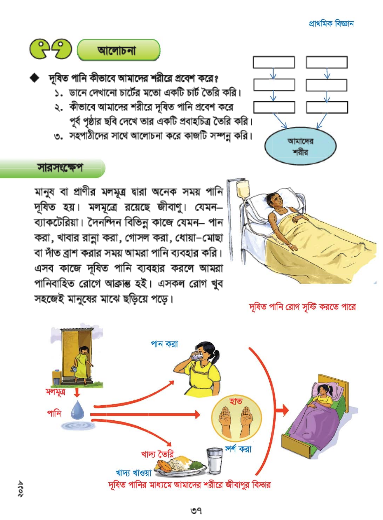 প্রাথমিক বিজ্ঞান
আলোচনা
দূষিত পানি কীভাবে আমাদের শরীরে প্রবেশ করে?
১. ডানে দেখানো চার্টের মতো একটি চার্ট তৈরি করি।
২. কীভাবে আমাদের শরীরে দূষিত পানি প্রবেশ করে
পূর্ব পৃষ্ঠার ছবি দেখে তার একটি প্রবাহচিত্র তৈরি করি।
৩. সহপাঠীদের সাথে আলোচনা করে কাজটি সম্পন্ন করি।
আমাদের
শরীর
সারসংক্ষেপ
মানুষ বা প্রাণীর মলমূত্র দ্বারা অনেক সময় পানি
দূষিত হয়। মলমূত্রে রয়েছে জীবাণু। যেমন–
ব্যাকটেরিয়া। দৈনন্দিন বিভিন্ন কাজে যেমন– পান
করা, খাবার রান্না করা, গোসল করা, ধোয়া–মোছা
বা দাঁত ব্রাশ করার সময় আমরা পানি ব্যবহার করি।
এসব কাজে দূষিত পানি ব্যবহার করলে আমরা
পানিবাহিত রোগে আক্রান্ত হই। এসকল রোগ খুব
সহজেই মানুষের মাঝে ছড়িয়ে পড়ে।
দূষিত পানি রোগ সৃষ্টি করতে পারে
পান করা
মলমূত্র
পানি
হাত
খাদ্য তৈরি
স্পর্শ করা
খাদ্য খাওয়া
দূষিত পানির মাধ্যমে আমাদের শরীরে জীবাণুর বিস্তার
২০১৮
৩৭